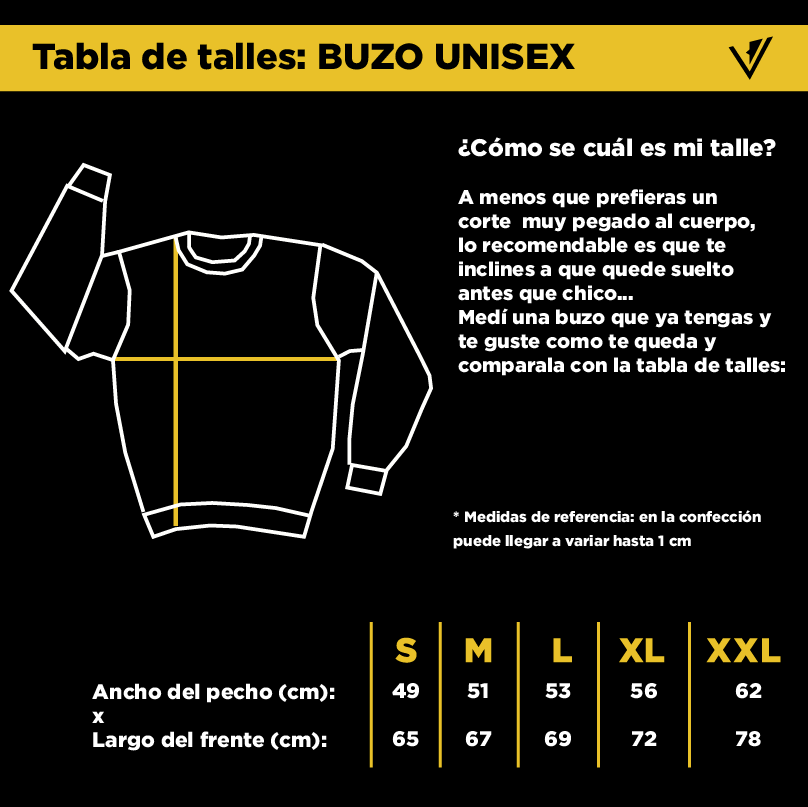 Tabla de talles: BUZO UNISEX
¿Cómo se cuál es mi talle?
A menos que prefieras un
corte muy pegado al cuerpo,
lo recomendable es que te
inclines a que quede suelto
antes que chico...
Medí una buzo que ya tengas y
te guste como te queda y
comparala con la tabla de talles:
* Medidas de referencia: en la confección
puede llegar a variar hasta 1 cm
S M L XL XXL
Ancho del pecho (cm): 49 51 53 56 62
x
Largo del frente (cm): 65 67 69 72 78